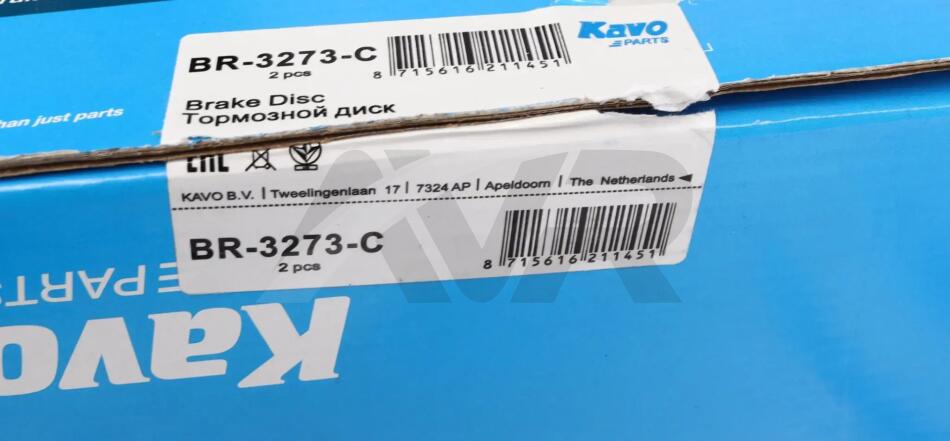 han just parts
Kavo
PARTS
BR-3273-C
2 pcs
8 715616 211451
Brake Disc
Тормозной диск
EAC
KAVO B.V. | Tweelingenlaan 17 | 7324 AP | Apeldoorn | The Netherlands
BR-3273-C
2 pcs
8 715616 211451
AVR
PARTS
Kavo